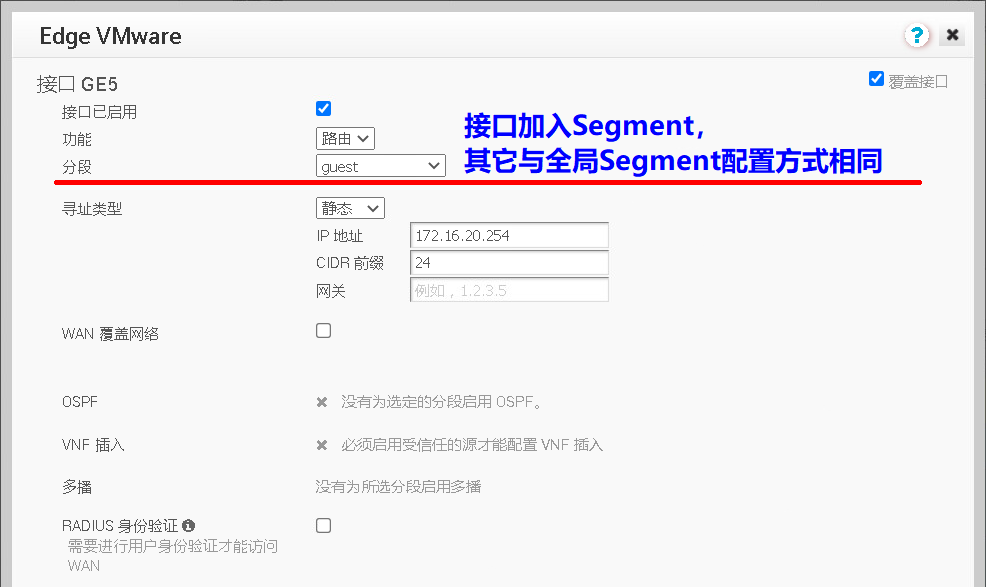 Edge VMware
?
接口 GE5
覆盖接口
接口已启用
功能
路由
分段
guest
接口加入Segment，
其它与全局Segment配置方式相同
寻址类型
静态
IP 地址
172.16.20.254
CIDR 前缀
24
网关
例如，1.2.3.5
WAN 覆盖网络
OSPF
没有为选定的分段启用 OSPF。
VNF 插入
必须启用受信任的源才能配置 VNF 插入
多播
没有为所选分段启用多播
RADIUS 身份验证
需要进行用户身份验证才能访问
WAN